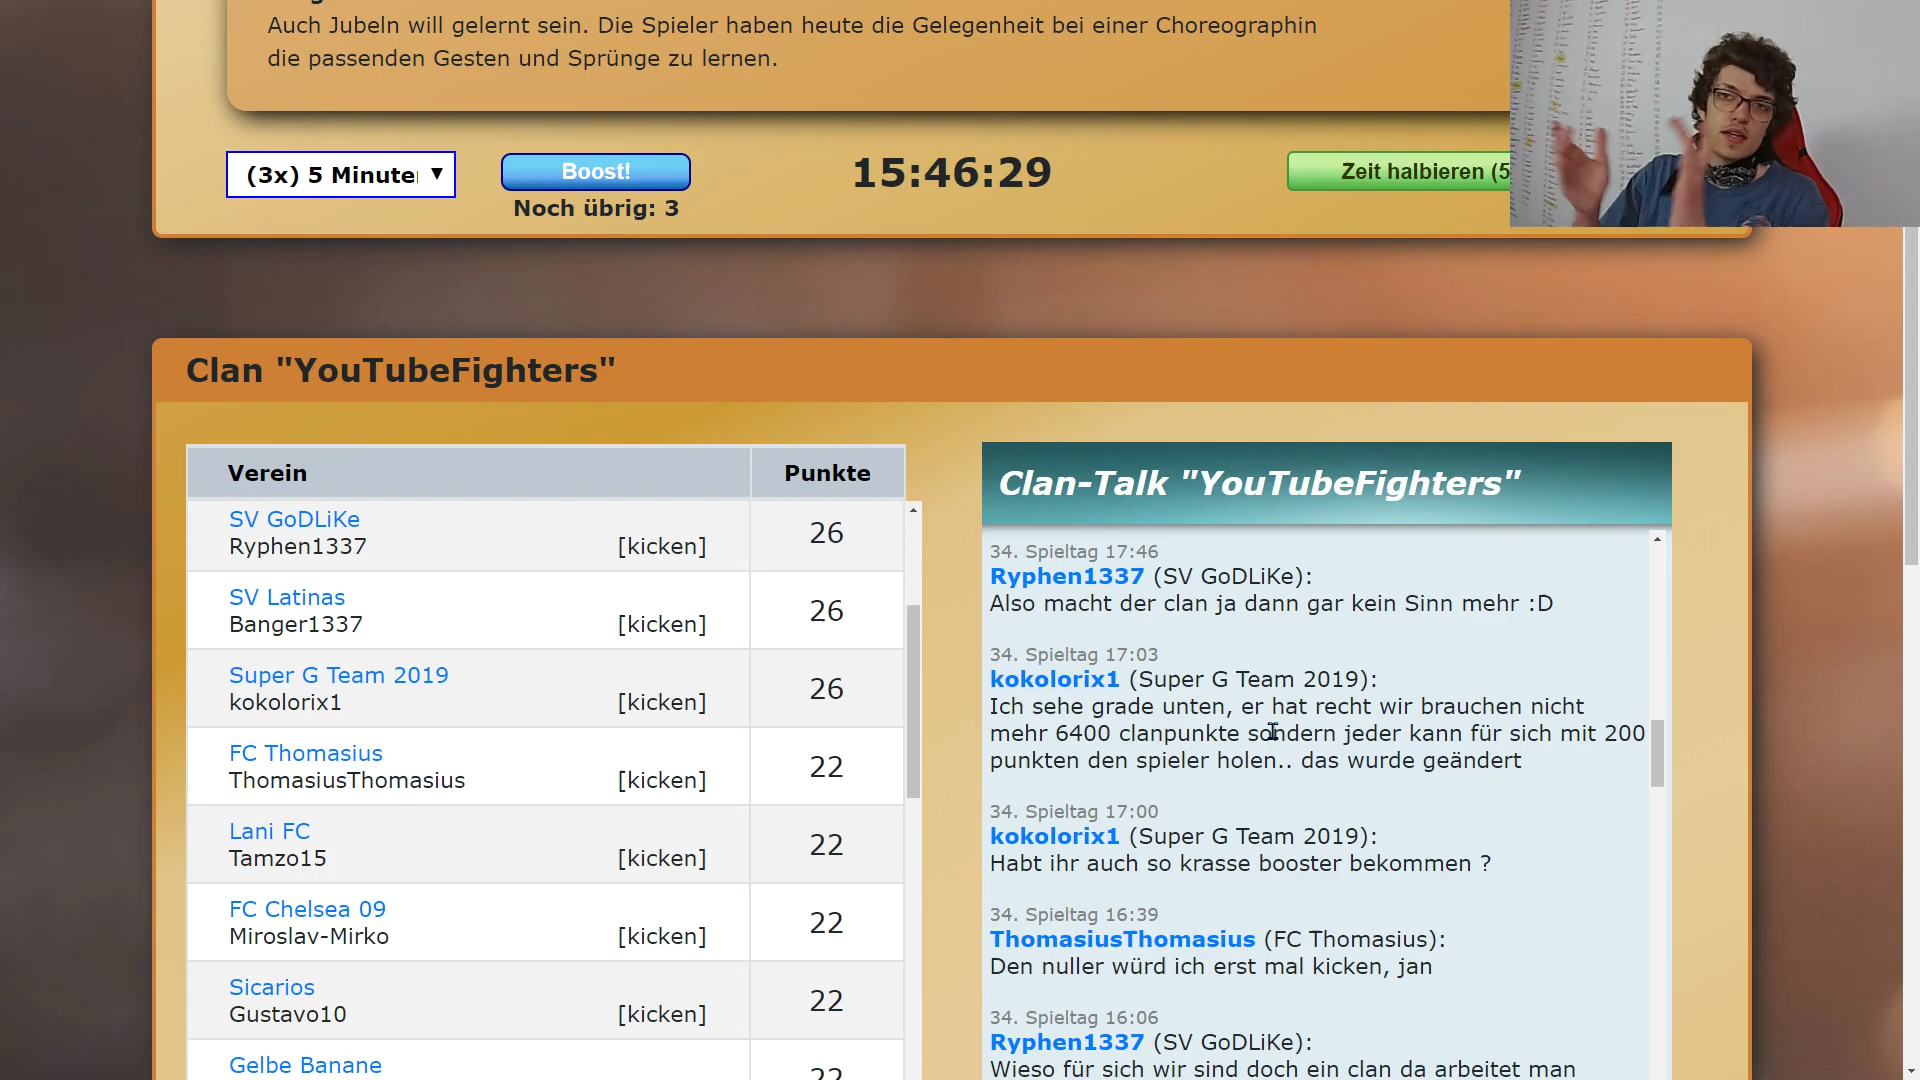 Auch Jubeln will gelernt sein. Die Spieler haben heute die Gelegenheit bei einer Choreographin
die passenden Gesten und Sprünge zu lernen.
(3x) 5 Minute
Boost!
15:46:29
Zeit halbieren (5
Noch übrig: 3
Clan "YouTubeFighters"
Verein Punkte
SV GoDLiKe
Ryphen1337 [kicken] 26
SV Latinas
Banger1337 [kicken] 26
Super G Team 2019
kokolorix1 [kicken] 26
FC Thomasius
ThomasiusThomasius [kicken] 22
Lani FC
Tamzo15 [kicken] 22
FC Chelsea 09
Miroslav-Mirko [kicken] 22
Sicarios
Gustavo10 [kicken] 22
Gelbe Banane
22
Clan-Talk "YouTubeFighters"
34. Spieltag 17:46
Ryphen1337 (SV GoDLiKe):
Also macht der clan ja dann gar kein Sinn mehr :D
34. Spieltag 17:03
kokolorix1 (Super G Team 2019):
Ich sehe grade unten, er hat recht wir brauchen nicht
mehr 6400 clanpunkte sondern jeder kann für sich mit 200
punkten den spieler holen.. das wurde geändert
34. Spieltag 17:00
kokolorix1 (Super G Team 2019):
Habt ihr auch so krasse booster bekommen ?
34. Spieltag 16:39
ThomasiusThomasius (FC Thomasius):
Den nuller würd ich erst mal kicken, jan
34. Spieltag 16:06
Ryphen1337 (SV GoDLiKe):
Wieso für sich wir sind doch ein clan da arbeitet man